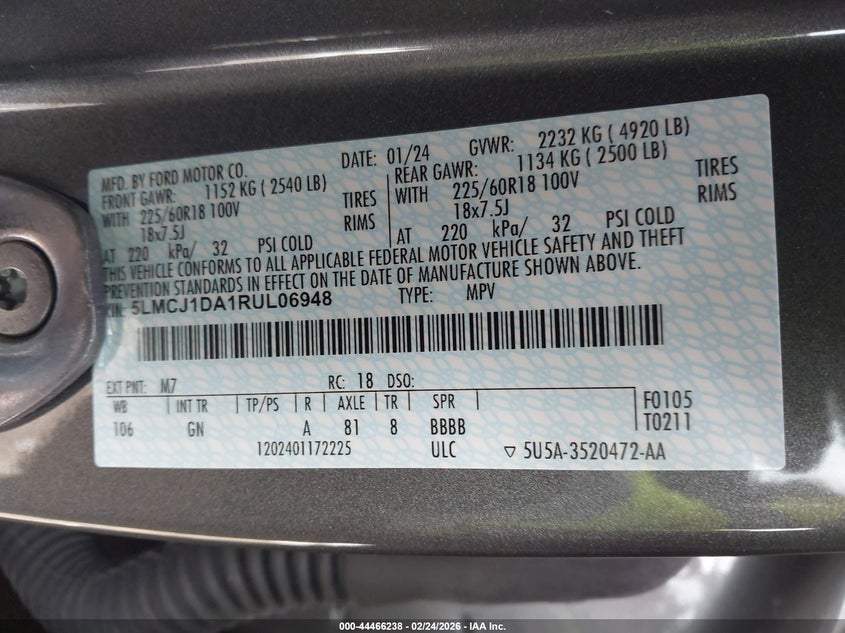 MFD. BY FORD MOTOR CO. DATE: 01/24 GVWR: 2232 KG ( 4920 LB)
FRONT GAWR: 1152 KG ( 2540 LB) REAR GAWR: 1134 KG ( 2500 LB)
WITH 225/60R18 100V TIRES WITH 225/60R18 100V TIRES
18x7.5J RIMS 18x7.5J RIMS
AT 220 kPa/ 32 PSI COLD AT 220 kPa/ 32 PSI COLD
THIS VEHICLE CONFORMS TO ALL APPLICABLE FEDERAL MOTOR VEHICLE SAFETY AND THEFT
PREVENTION STANDARDS IN EFFECT ON THE DATE OF MANUFACTURE SHOWN ABOVE.
VIN: 5LMCJ1DA1RUL06948 TYPE: MPV
EXT PNT: M7 RC: 18 DSO:
WB INT TR TP/PS R AXLE TR SPR F0105
106 GN A 81 8 BBBB T0211
1202401172225 ULC ▽ 5U5A-3520472-AA
000-44466238 - 02/24/2026 - IAA Inc.